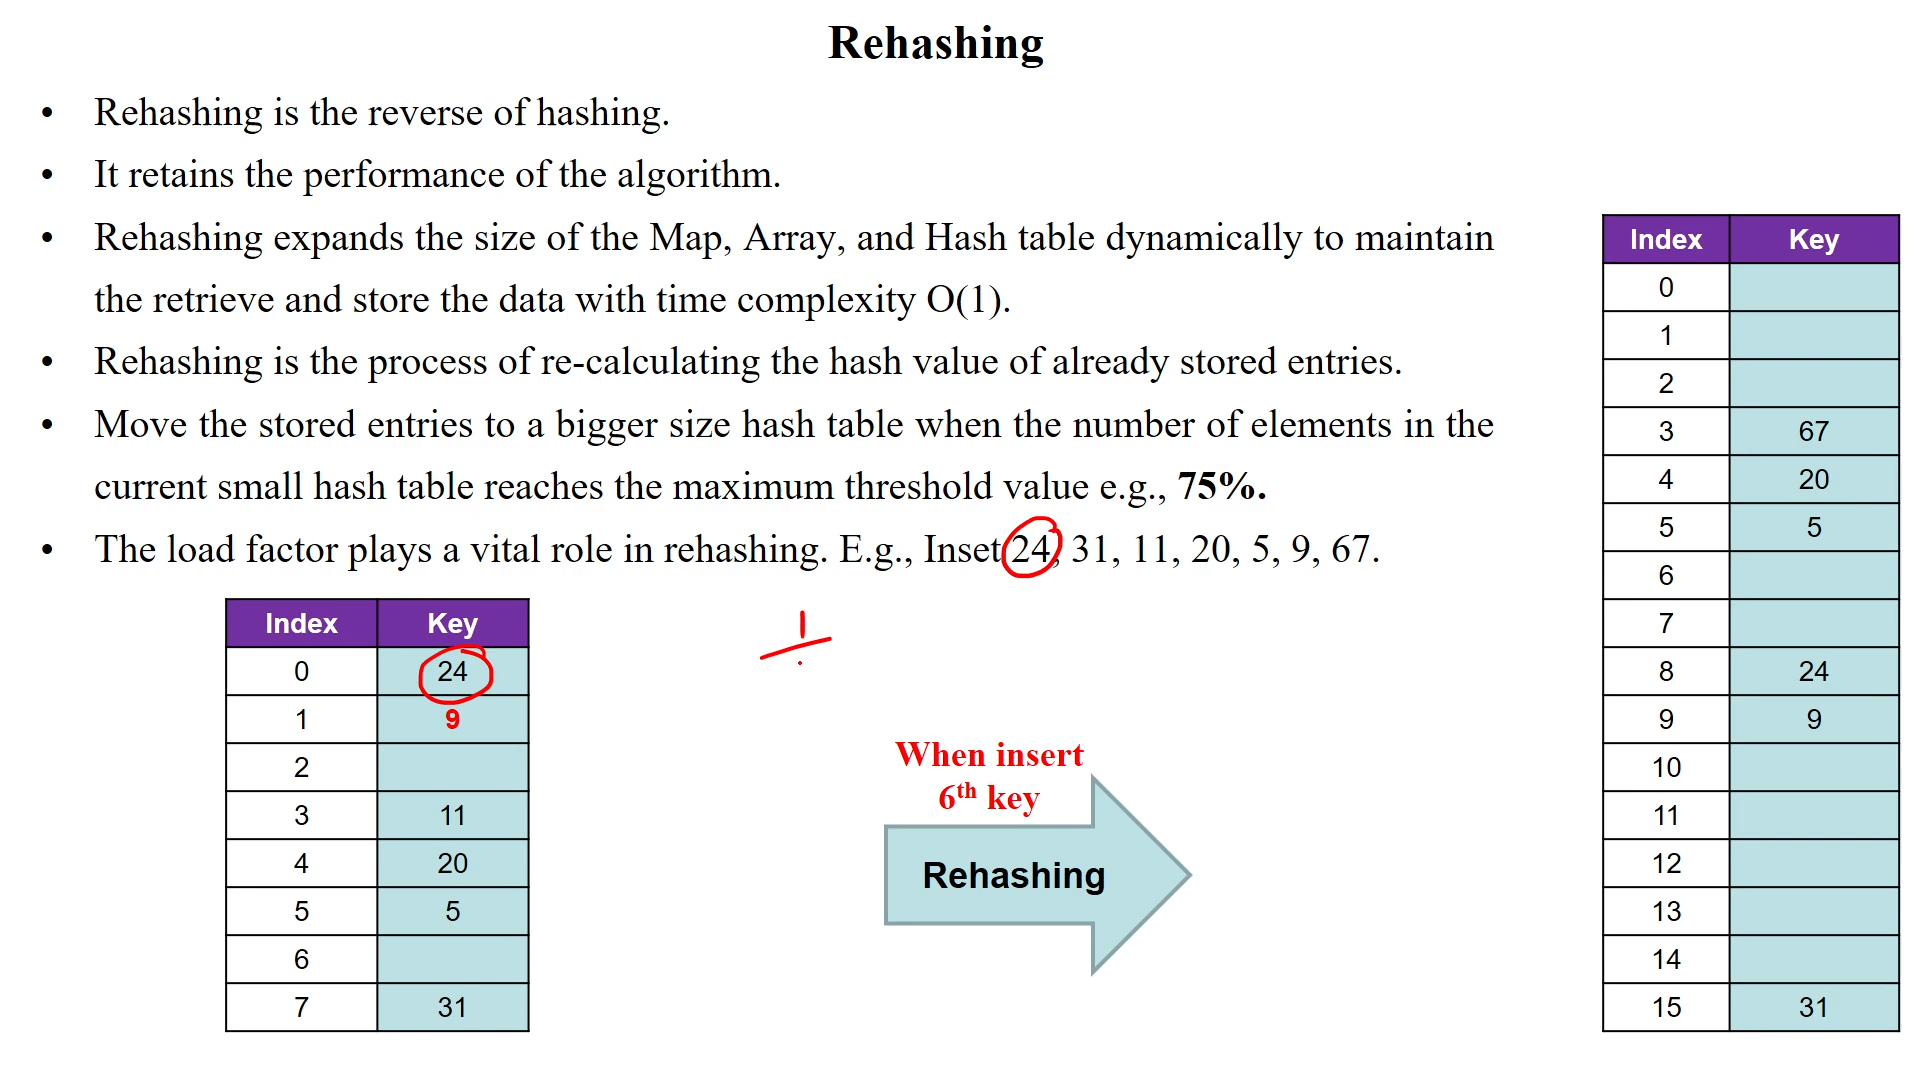 Rehashing
• Rehashing is the reverse of hashing.
• It retains the performance of the algorithm.
• Rehashing expands the size of the Map, Array, and Hash table dynamically to maintain
the retrieve and store the data with time complexity O(1).
• Rehashing is the process of re-calculating the hash value of already stored entries.
• Move the stored entries to a bigger size hash table when the number of elements in the
current small hash table reaches the maximum threshold value e.g., 75%.
• The load factor plays a vital role in rehashing. E.g., Inset 24, 31, 11, 20, 5, 9, 67.
Index Key
0 24
1 9
2
3 11
4 20
5 5
6
7 31
1
When insert
6th key
Rehashing
Index Key
0
1
2
3 67
4 20
5 5
6
7
8 24
9 9
10
11
12
13
14
15 31